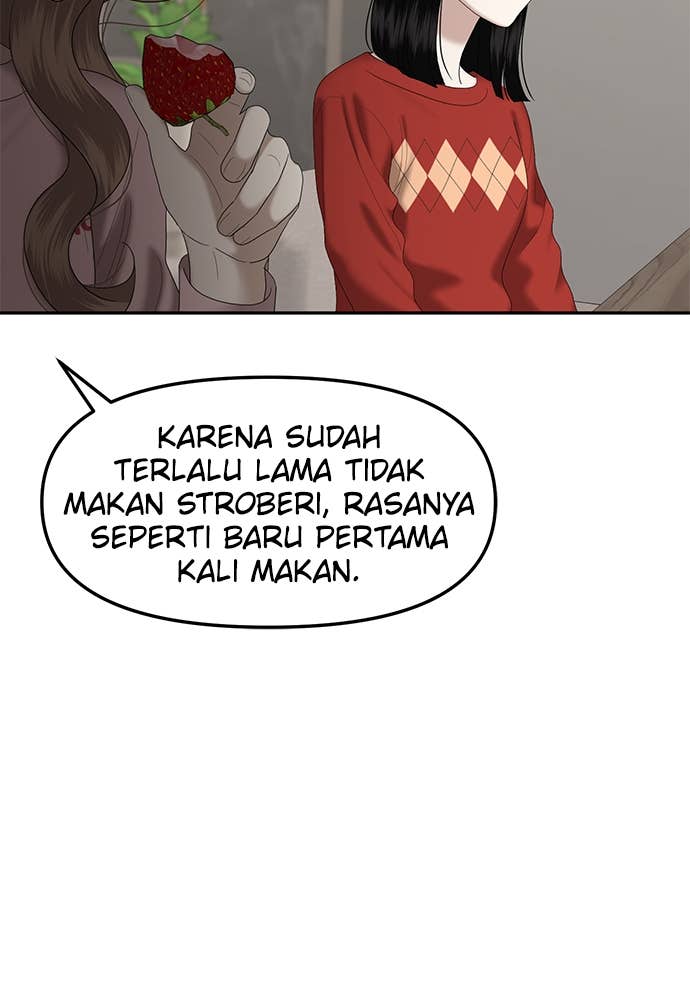 KARENA SUDAH
TERLALU LAMA TIDAK
MAKAN STROBERI, RASANYA
SEPERTI BARU PERTAMA
KALI MAKAN.